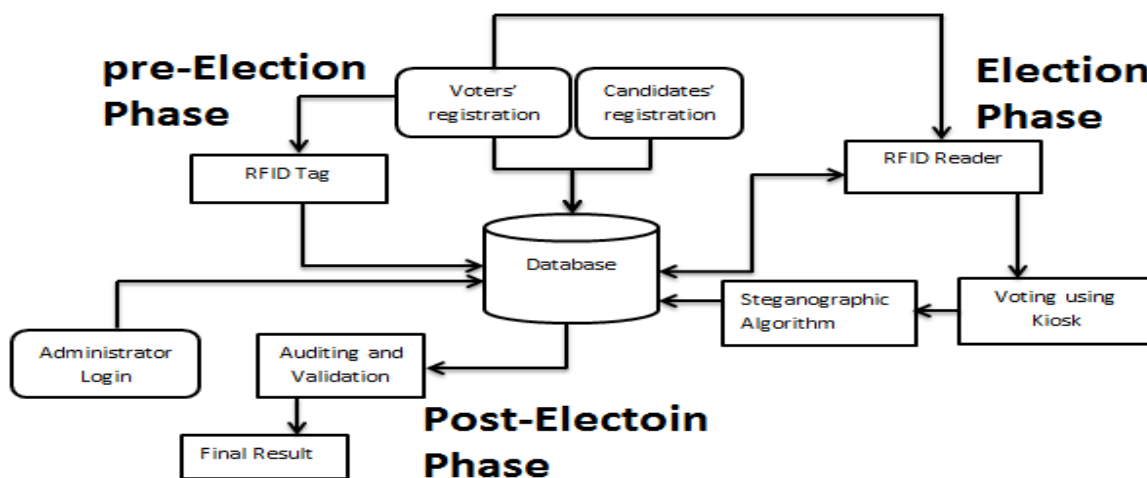 pre-Election
Phase
Voters'
registration
Candidates'
registration
Election
Phase
RFID Tag
RFID Reader
Database
Steganographic
Algorithm
Voting using
Kiosk
Administrator
Login
Auditing and
Validation
Post-Electoin
Phase
Final Result